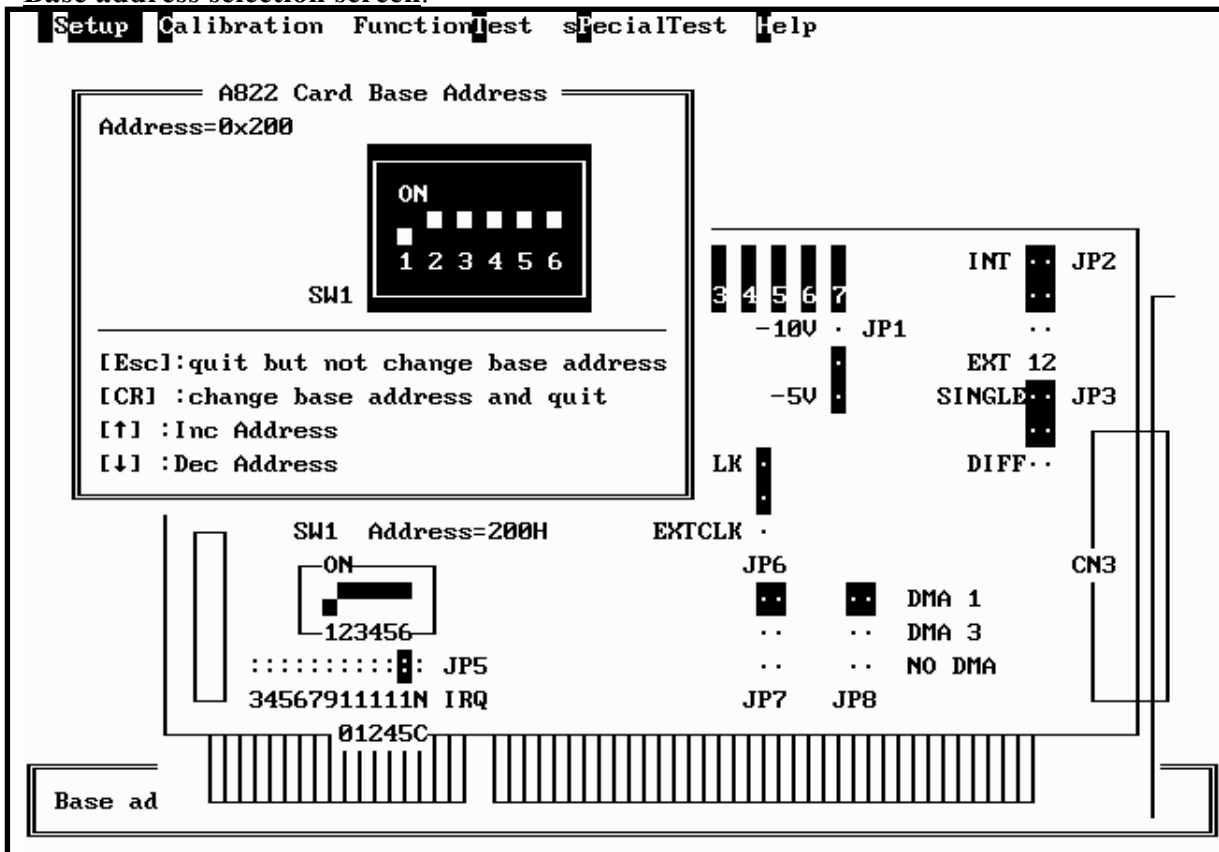 Base address selection screen:
Setup Calibration FunctionTest sPecialTest Help
A822 Card Base Address
Address=0x200
ON
1 2 3 4 5 6
SW1
[Esc]:quit but not change base address
[CR] :change base address and quit
[↑] :Inc Address
[↓] :Dec Address
3 4 5 6 7
INT JP2
-10V JP1
EXT 12
-5V
SINGLE JP3
LK
DIFF
SW1 Address=200H
EXTCLK
ON
JP6
CN3
DMA 1
123456
DMA 3
JP5
NO DMA
34567911111N IRQ
JP7 JP8
01245C
Base ad